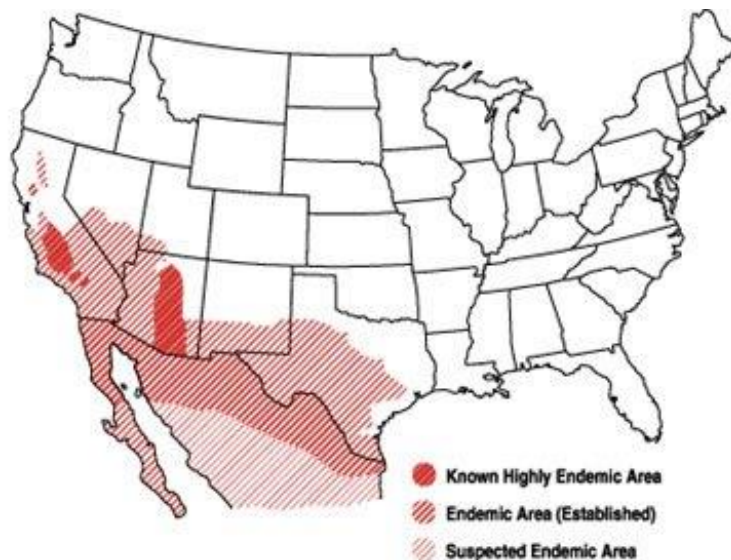 Known Highly Endemic Area
Endemic Area (Established)
Suspected Endemic Area